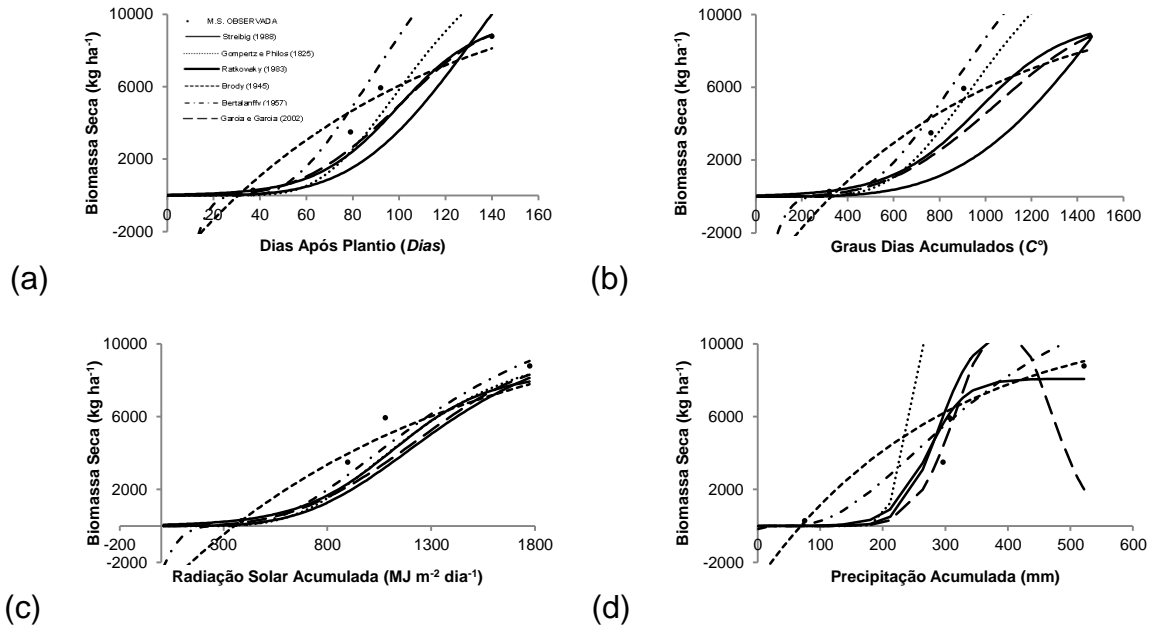 10000
6000
2000
-2000
Biomassa Seca (kg ha⁻¹)
M.S. OBSERVADA
Streibig (1988)
Gompertz e Philos (1825)
Ratkowsky (1983)
Brody (1945)
Bertalanffy (1957)
Garcia e Garcia (2002)
0 20 40 60 80 100 120 140 160
Dias Após Plantio (Dias)
(a)
10000
6000
2000
-2000
Biomassa Seca (kg ha⁻¹)
0 200 400 600 800 1000 1200 1400 1600
Graus Dias Acumulados (C°)
(b)
10000
6000
2000
-2000
Biomassa Seca (kg ha⁻¹)
-200 300 800 1300 1800
Radiação Solar Acumulada (MJ m⁻² dia⁻¹)
(c)
10000
6000
2000
-2000
Biomassa Seca (kg ha⁻¹)
0 100 200 300 400 500 600
Precipitação Acumulada (mm)
(d)